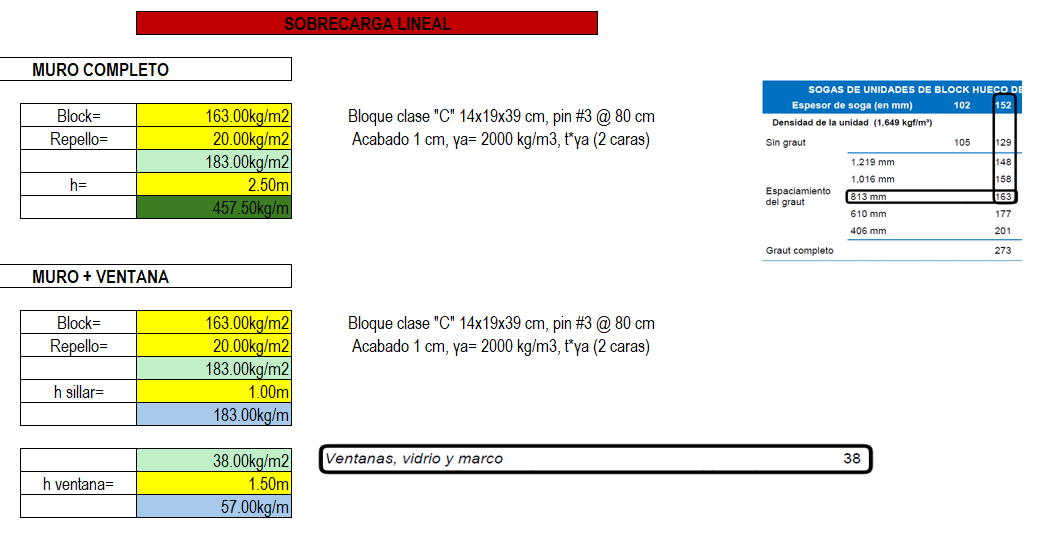 SOBRECARGA LINEAL
MURO COMPLETO
Block= 163.00kg/m2 Bloque clase "C" 14x19x39 cm, pin #3 @ 80 cm
Repello= 20.00kg/m2 Acabado 1 cm, γa= 2000 kg/m3, t*γa (2 caras)
183.00kg/m2
h= 2.50m
457.50kg/m
SOGAS DE UNIDADES DE BLOCK HUECO DE
Espesor de soga (en mm) 102 152
Densidad de la unidad (1,649 kgf/m³)
Sin graut 105 129
1,219 mm 148
1,016 mm 158
Espaciamiento del graut
813 mm 163
610 mm 177
406 mm 201
Graut completo 273
MURO + VENTANA
Block= 163.00kg/m2 Bloque clase "C" 14x19x39 cm, pin #3 @ 80 cm
Repello= 20.00kg/m2 Acabado 1 cm, γa= 2000 kg/m3, t*γa (2 caras)
183.00kg/m2
h sillar= 1.00m
183.00kg/m
38.00kg/m2 Ventanas, vidrio y marco 38
h ventana= 1.50m
57.00kg/m